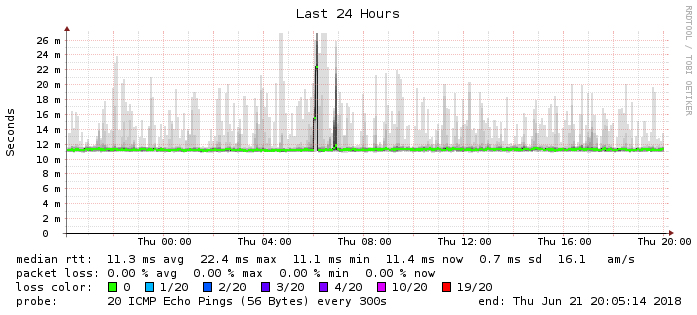 Last 24 Hours
RRDTOOL / TOBI OETIKER
Seconds
26 m
24 m
22 m
20 m
18 m
16 m
14 m
12 m
10 m
8 m
6 m
4 m
2 m
0
Thu 00:00 Thu 04:00 Thu 08:00 Thu 12:00 Thu 16:00 Thu 20:00
median rtt: 11.3 ms avg 22.4 ms max 11.1 ms min 11.4 ms now 0.7 ms sd 16.1 am/s
packet loss: 0.00 % avg 0.00 % max 0.00 % min 0.00 % now
loss color: 0 1/20 2/20 3/20 4/20 10/20 19/20
probe: 20 ICMP Echo Pings (56 Bytes) every 300s end: Thu Jun 21 20:05:14 2018